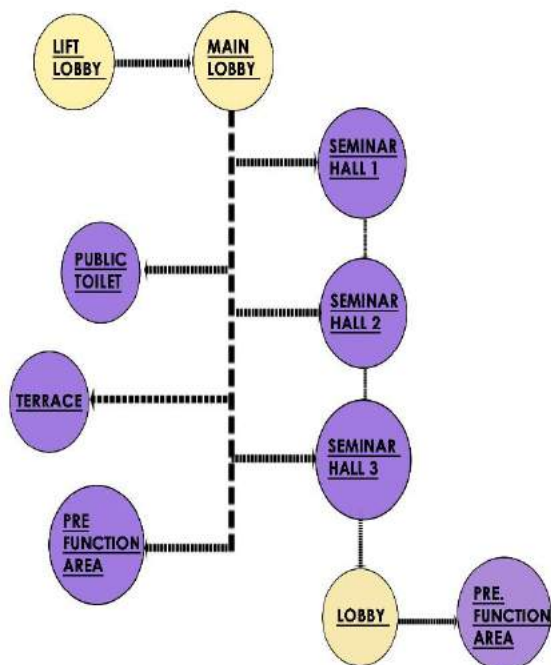 LIFT
LOBBY
MAIN
LOBBY
SEMINAR
HALL 1
PUBLIC
TOILET
SEMINAR
HALL 2
TERRACE
SEMINAR
HALL 3
PRE
FUNCTION
AREA
LOBBY
PRE.
FUNCTION
AREA